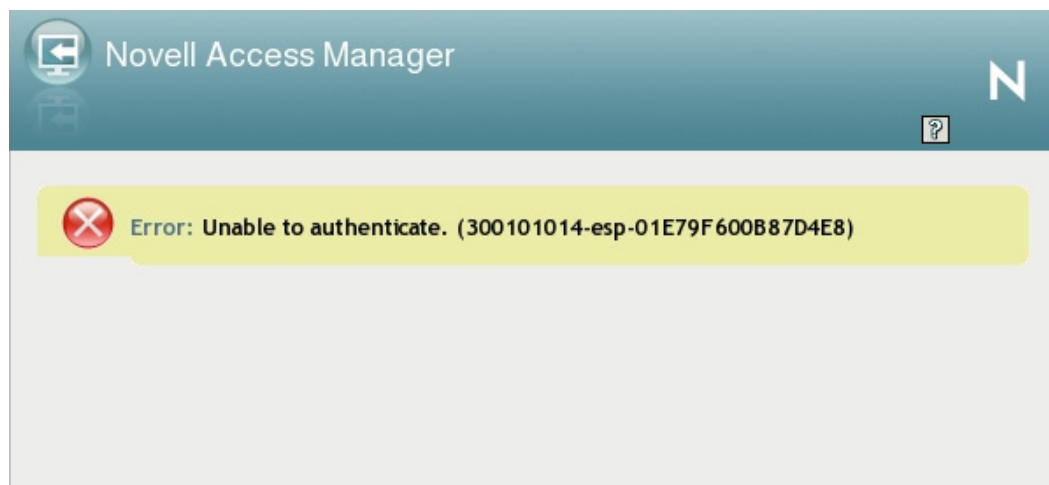 Novell Access Manager
N
?
Error: Unable to authenticate. (300101014-esp-01E79F600B87D4E8)